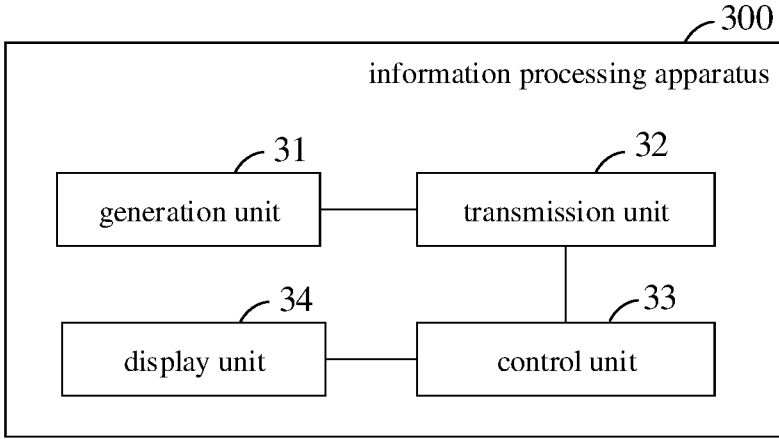 300
information processing apparatus
31
32
generation unit
transmission unit
34
33
display unit
control unit